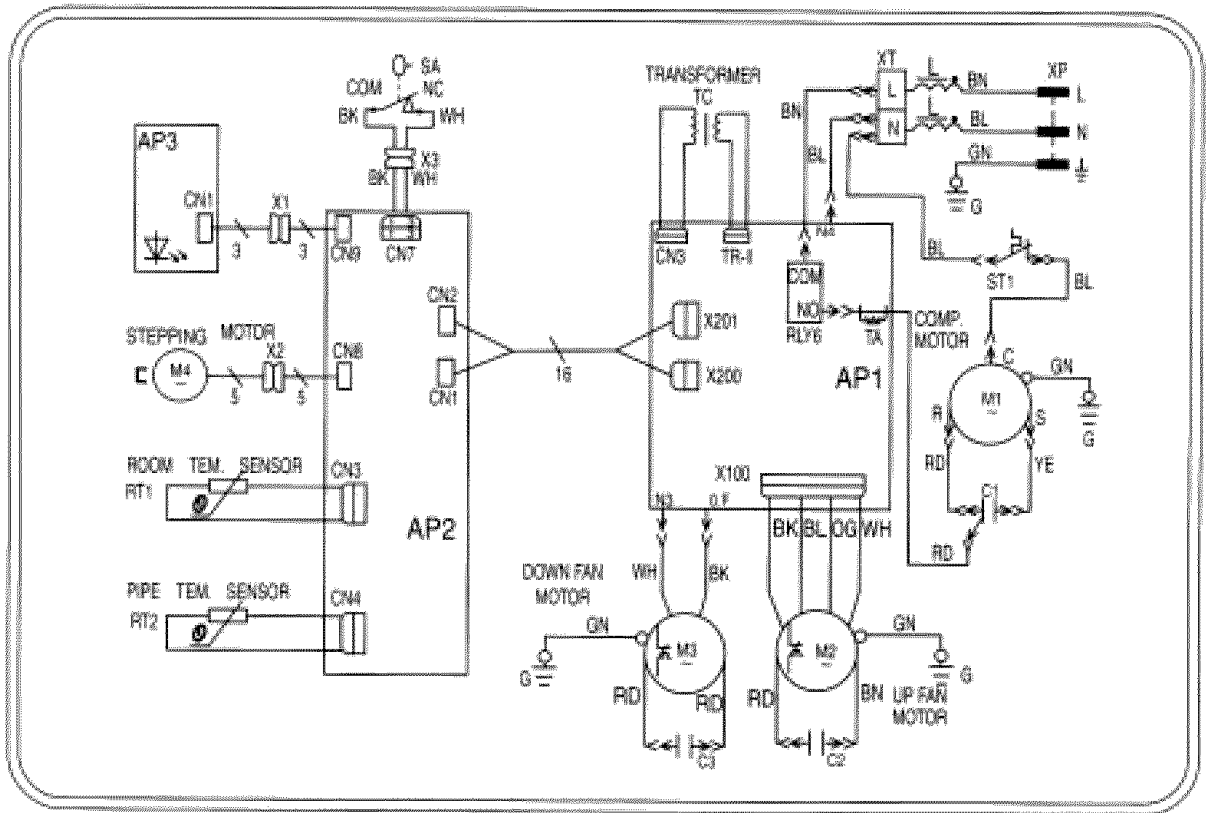 SA
COM NC
BK WH
X3
BK WH
CN7
AP3
CN1
3
X1
3
CN9
STEPPING MOTOR
M4
5
X2
5
CN8
ROOM TEM. SENSOR
RT1
CN3
PIPE TEM. SENSOR
RT2
CN4
CN2
CN1
AP2
16
TRANSFORMER
TC
CN3
TR-II
X201
X200
AP1
COM
NO
RLY6
TA
BN
BL
N4
XT
L
N
L
BN
L
BL
GN
G
XP
L
N
BL
ST1
BL
COMP.
MOTOR
C
M1
R
S
GN
G
RD
YE
C1
RD
X100
N3
O.F
BK BL OG WH
DOWN FAN
MOTOR
WH
BK
GN
G
M3
RD
RD
C3
M2
GN
G
RD
BN
UP FAN
MOTOR
C2